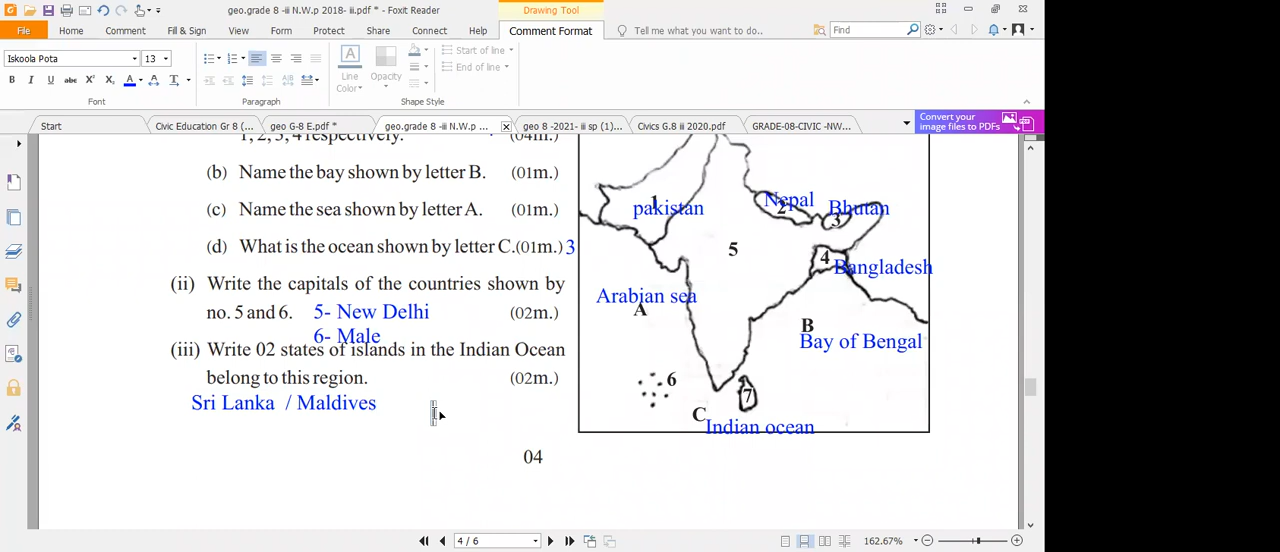 geo.grade 8 -ii N.W.p 2018- ii.pdf * - Foxit Reader
Drawing Tool
File Home Comment Fill & Sign View Form Protect Share Connect Help Comment Format Tell me what you want to do.. Find
Iskoola Pota 13
Line Color Opacity
Start of line
End of line
B I U abc X² X₂ A T
Font Paragraph Shape Style
Start Civic Education Gr 8 (... geo G-8 E.pdf * geo.grade 8 -ii N.W.p ... geo 8 -2021- ii sp (1)... Civics G.8 ii 2020.pdf GRADE-08-CIVIC -NW...
Convert your image files to PDFs
1, 2, 3, 4 respectively. (04m.)
(b) Name the bay shown by letter B. (01m.)
(c) Name the sea shown by letter A. (01m.)
(d) What is the ocean shown by letter C.(01m.) 3
(ii) Write the capitals of the countries shown by
no. 5 and 6. 5- New Delhi (02m.)
6- Male
(iii) Write 02 states of islands in the Indian Ocean
belong to this region. (02m.)
Sri Lanka / Maldives
1
pakistan
Nepal
2
Bhutan
3
5
4
Bangladesh
Arabian sea
A
B
Bay of Bengal
6
7
C
Indian ocean
04
4 / 6
162.67%